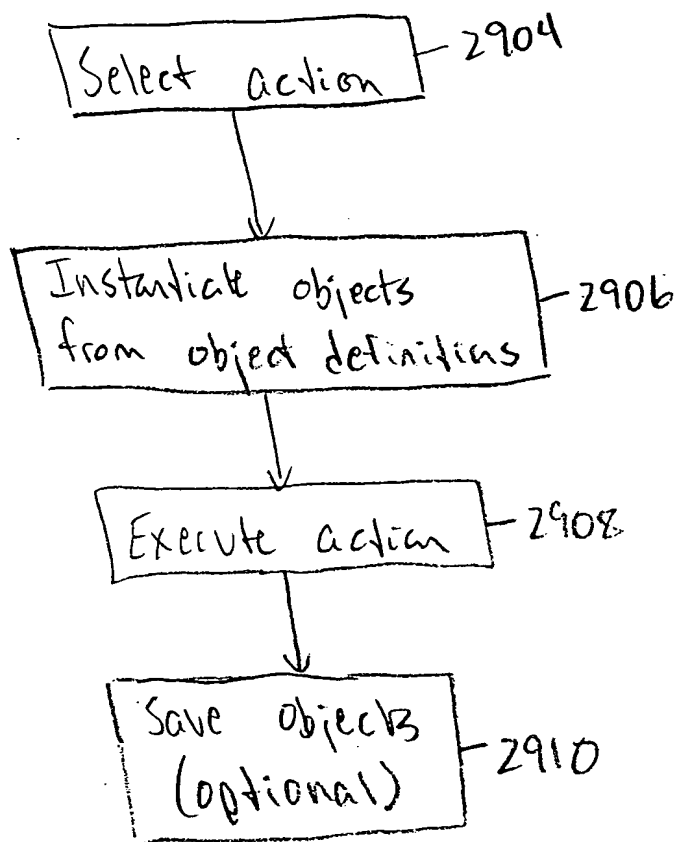 Select action
2904
Instantiate objects
from object definitions
2906
Execute action
2908
Save objects
(optional)
2910